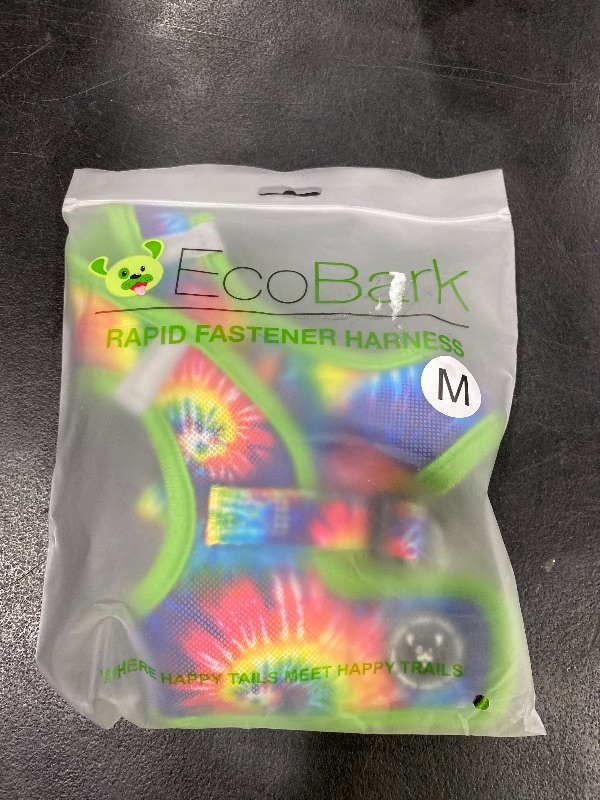 EcoBark
RAPID FASTENER HARNESS
M
WHERE HAPPY TAILS MEET HAPPY TRAILS